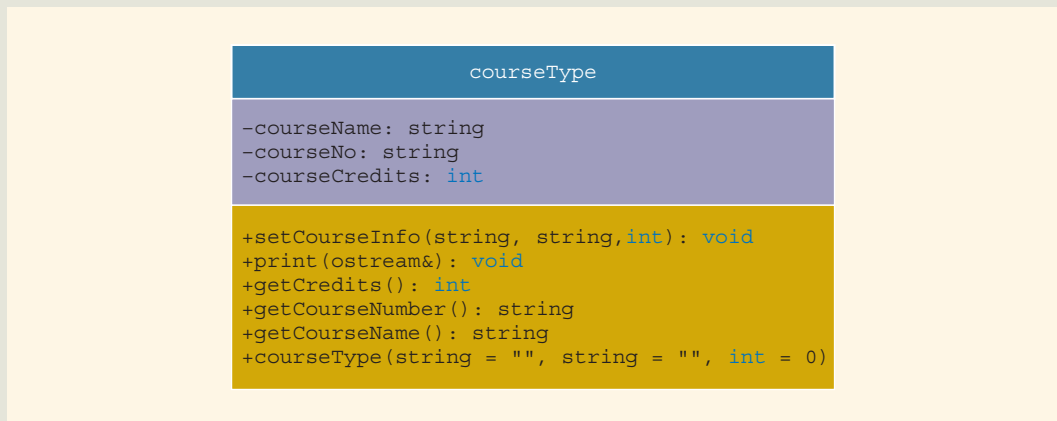 courseType
-courseName: string
-courseNo: string
-courseCredits: int
+setCourseInfo(string, string,int): void
+print(ostream&): void
+getCredits(): int
+getCourseNumber(): string
+getCourseName(): string
+courseType(string = "", string = "", int = 0)